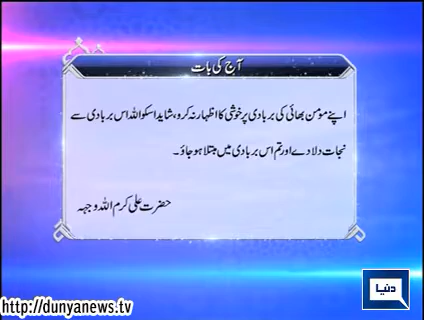 آج کی بات
اپنے مومن بھائی کی بربادی پر خوشی کا اظہار نہ کرو، شاید اسکو اللہ اس بربادی سے
نجات دلا دے اور تم اس بربادی میں مبتلا ہو جاؤ۔
حضرت علی کرم اللہ وجہہ
دنیا
http://dunyanews.tv